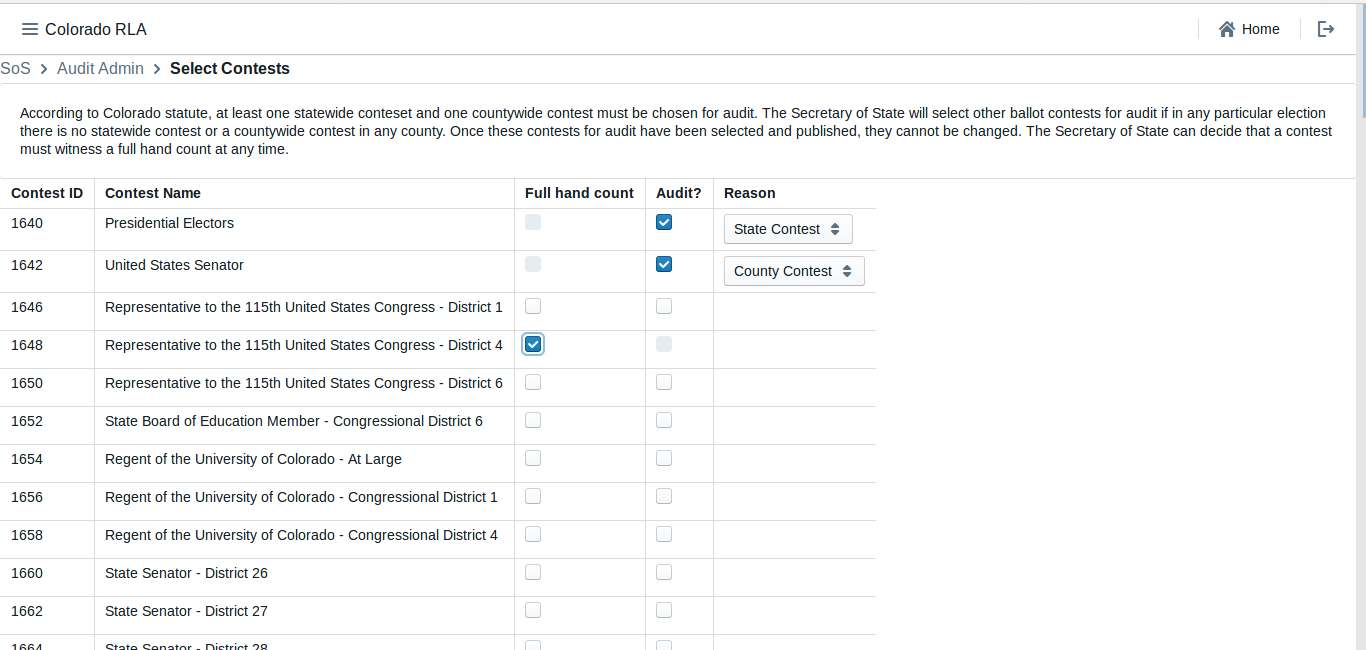 Colorado RLA Home
SoS > Audit Admin > Select Contests
According to Colorado statute, at least one statewide conteset and one countywide contest must be chosen for audit. The Secretary of State will select other ballot contests for audit if in any particular election
there is no statewide contest or a countywide contest in any county. Once these contests for audit have been selected and published, they cannot be changed. The Secretary of State can decide that a contest
must witness a full hand count at any time.
Contest ID Contest Name Full hand count Audit? Reason
1640 Presidential Electors State Contest
1642 United States Senator County Contest
1646 Representative to the 115th United States Congress - District 1
1648 Representative to the 115th United States Congress - District 4
1650 Representative to the 115th United States Congress - District 6
1652 State Board of Education Member - Congressional District 6
1654 Regent of the University of Colorado - At Large
1656 Regent of the University of Colorado - Congressional District 1
1658 Regent of the University of Colorado - Congressional District 4
1660 State Senator - District 26
1662 State Senator - District 27
1664 State Senator - District 28